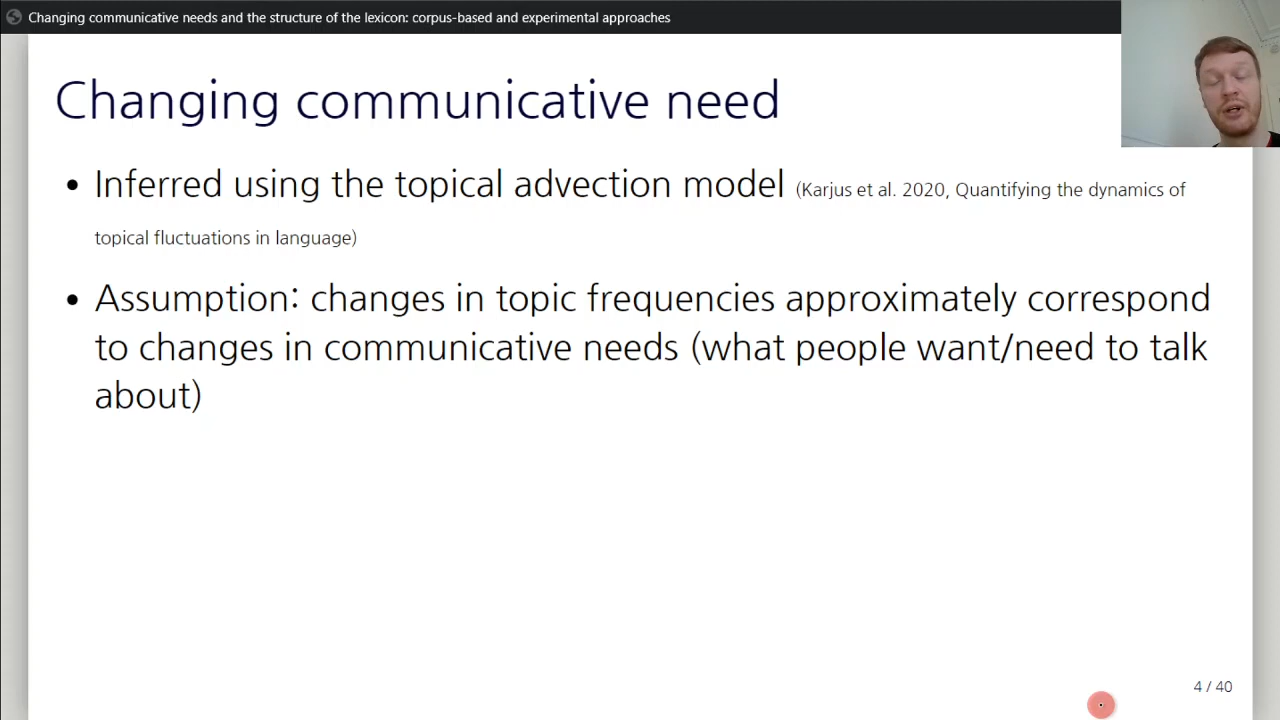 Changing communicative needs and the structure of the lexicon: corpus-based and experimental approaches
Changing communicative need
• Inferred using the topical advection model (Karjus et al. 2020, Quantifying the dynamics of
topical fluctuations in language)
• Assumption: changes in topic frequencies approximately correspond
to changes in communicative needs (what people want/need to talk
about)
4 / 40